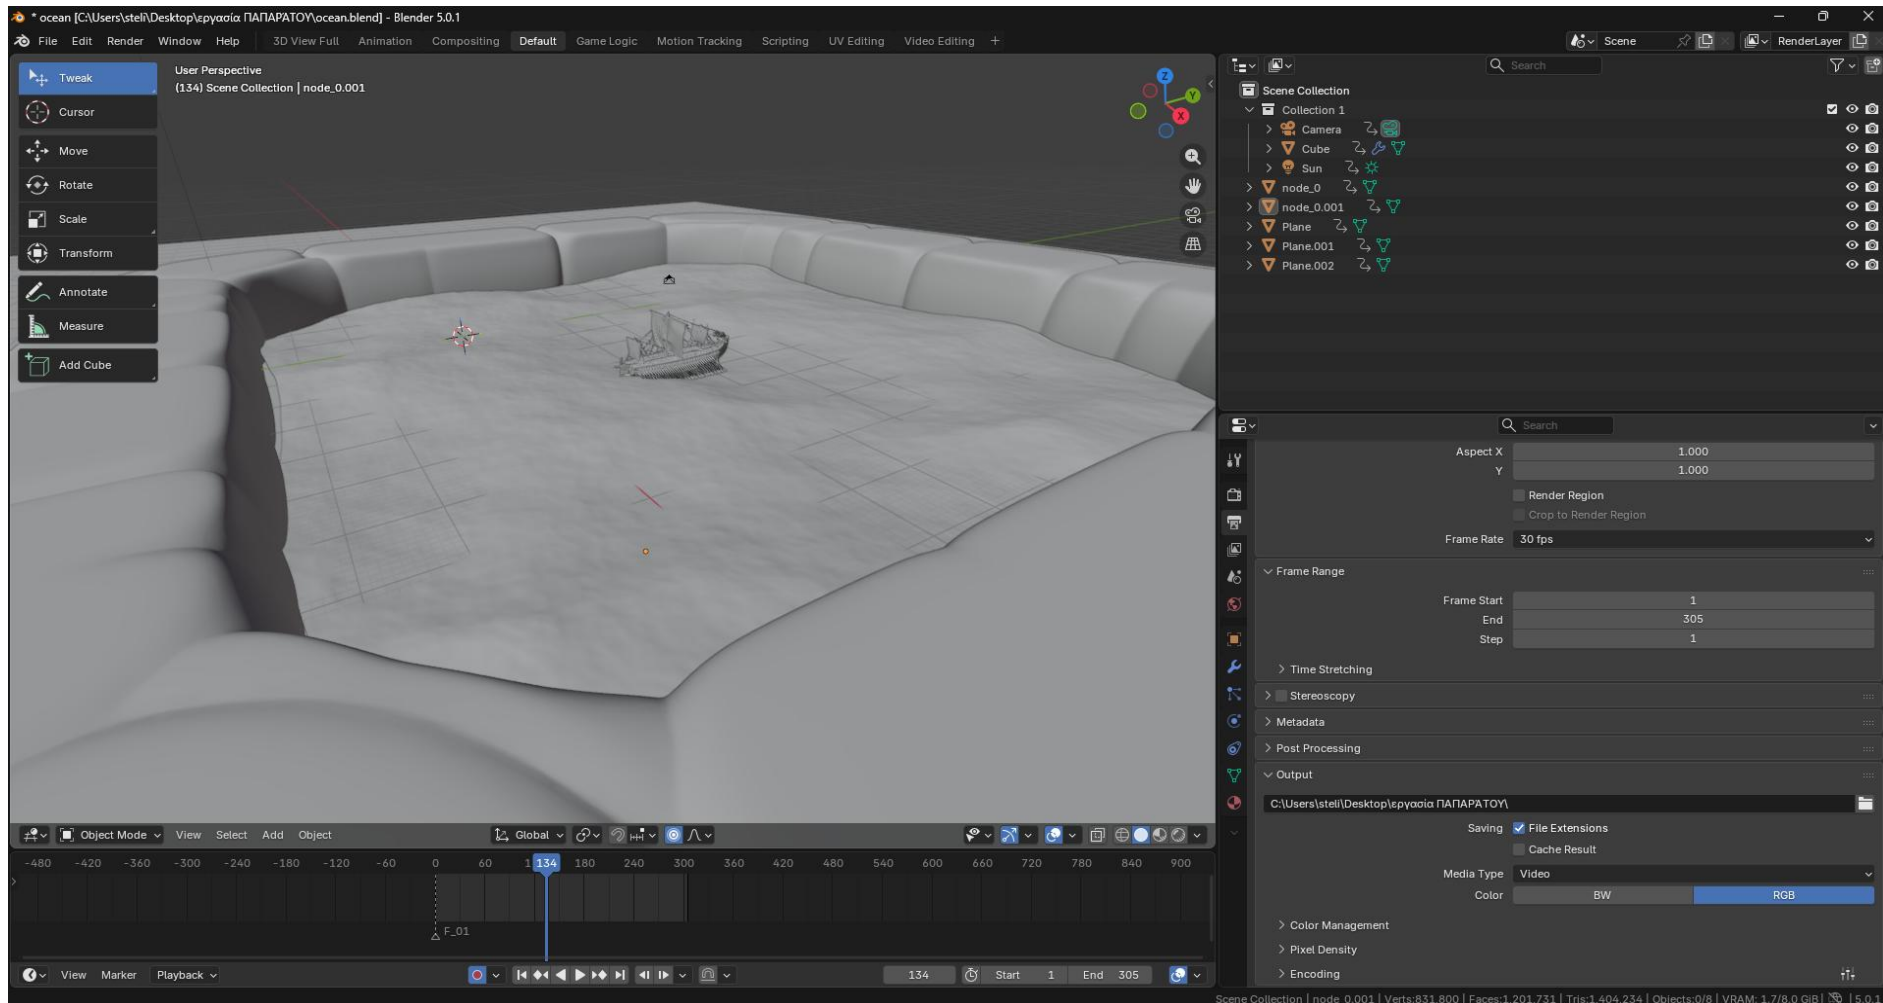 * ocean [C:\Users\steli\Desktop\εργασία ΠΑΠΑΡΆΤΟΥ\ocean.blend] - Blender 5.0.1
File Edit Render Window Help 3D View Full Animation Compositing Default Game Logic Motion Tracking Scripting UV Editing Video Editing + Scene RenderLayer
Tweak
Cursor
Move
Rotate
Scale
Transform
Annotate
Measure
Add Cube
User Perspective
(134) Scene Collection | node_0.001
Z
Y
X
Search
Scene Collection
Collection 1
Camera
Cube
Sun
node_0
node_0.001
Plane
Plane.001
Plane.002
Search
Aspect X 1.000
Y 1.000
Render Region
Crop to Render Region
Frame Rate 30 fps
Frame Range
Frame Start 1
End 305
Step 1
Time Stretching
Stereoscopy
Metadata
Post Processing
Output
C:\Users\steli\Desktop\εργασία ΠΑΠΑΡΆΤΟΥ\
Saving File Extensions
Cache Result
Media Type Video
Color BW RGB
Color Management
Pixel Density
Encoding
Object Mode View Select Add Object Global
-480 -420 -360 -300 -240 -180 -120 -60 0 60 1 134 180 240 300 360 420 480 540 600 660 720 780 840 900
F_01
View Marker Playback 134 Start 1 End 305
Scene Collection | node_0.001 | Verts:831.800 | Faces:1.201.731 | Tris:1.404.234 | Objects:0/8 | VRAM: 1.7/8.0 GiB | 5.0.1